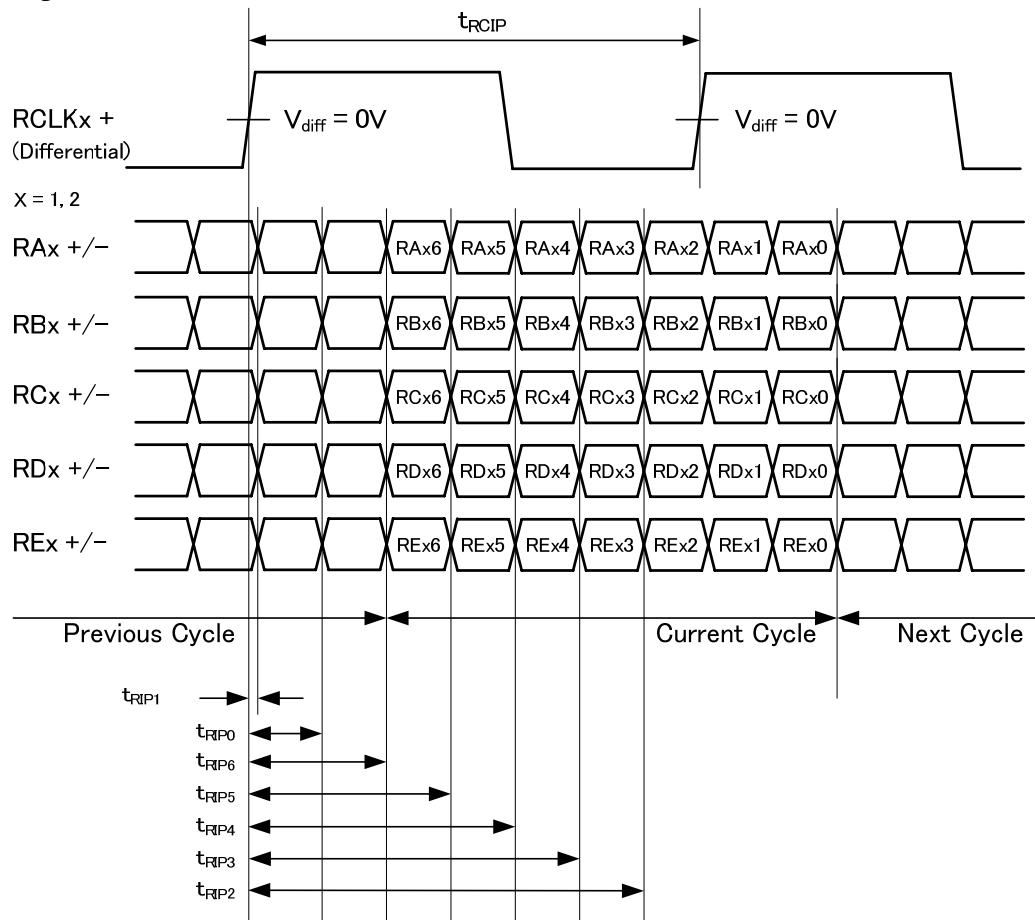 tRCIP
RCLKx +
(Differential)
Vdiff = 0V
Vdiff = 0V
X = 1, 2
RAx +/-
RAx6 RAx5 RAx4 RAx3 RAx2 RAx1 RAx0
RBx +/-
RBx6 RBx5 RBx4 RBx3 RBx2 RBx1 RBx0
RCx +/-
RCx6 RCx5 RCx4 RCx3 RCx2 RCx1 RCx0
RDx +/-
RDx6 RDx5 RDx4 RDx3 RDx2 RDx1 RDx0
REx +/-
REx6 REx5 REx4 REx3 REx2 REx1 REx0
Previous Cycle Current Cycle Next Cycle
tRIP1
tRIP0
tRIP6
tRIP5
tRIP4
tRIP3
tRIP2